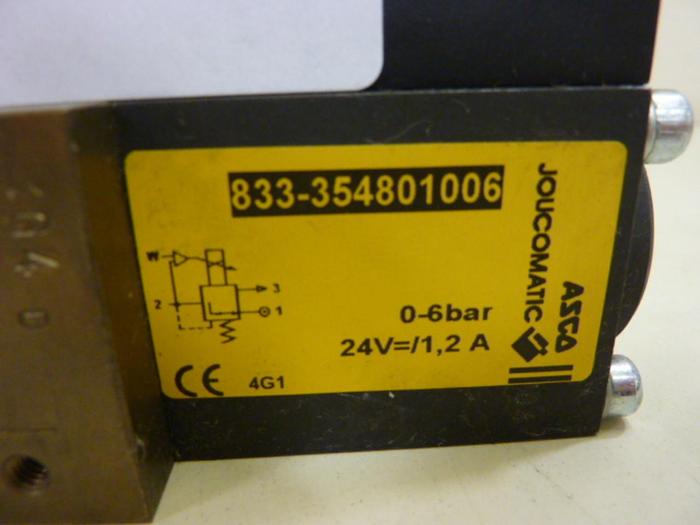 833-354801006
W
3
2
1
0-6bar
24V=/1,2 A
CE
4G1
JOUCOMATIC
ASCO